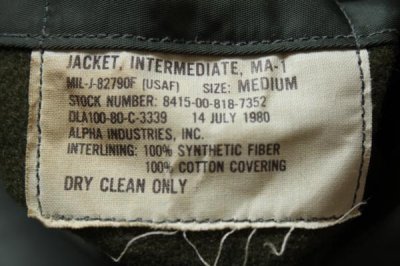 JACKET, INTERMEDIATE, MA-1
MIL-J-82790F (USAF) SIZE: MEDIUM
STOCK NUMBER: 8415-00-818-7352
DLA100-80-C-3339 14 JULY 1980
ALPHA INDUSTRIES, INC.
INTERLINING: 100% SYNTHETIC FIBER
100% COTTON COVERING
DRY CLEAN ONLY